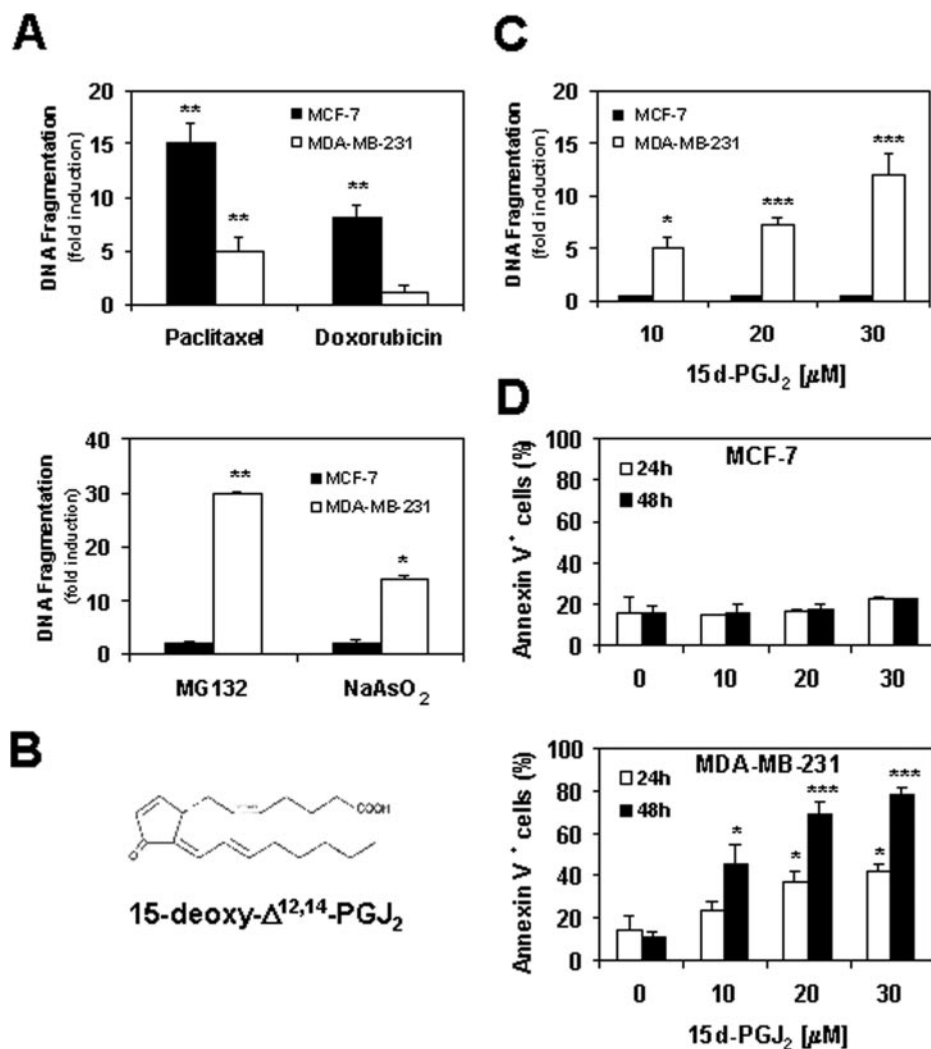 A
DNA Fragmentation
(fold induction)
20
15
10
5
0
**
**
**
MCF-7
MDA-MB-231
Paclitaxel
Doxorubicin
DNA Fragmentation
(fold induction)
40
30
20
10
0
**
*
MCF-7
MDA-MB-231
MG132
NaAsO₂
B
COOH
O
15-deoxy-Δ¹²,¹⁴-PGJ₂
C
DNA Fragmentation
(fold induction)
20
15
10
5
0
MCF-7
MDA-MB-231
*
***
***
10
20
30
15d-PGJ₂ [μM]
D
Annexin V⁺ cells (%)
100
80
60
40
20
0
MCF-7
24h
48h
0
10
20
30
Annexin V⁺ cells (%)
100
80
60
40
20
0
MDA-MB-231
24h
48h
*
*
***
*
***
0
10
20
30
15d-PGJ₂ [μM]